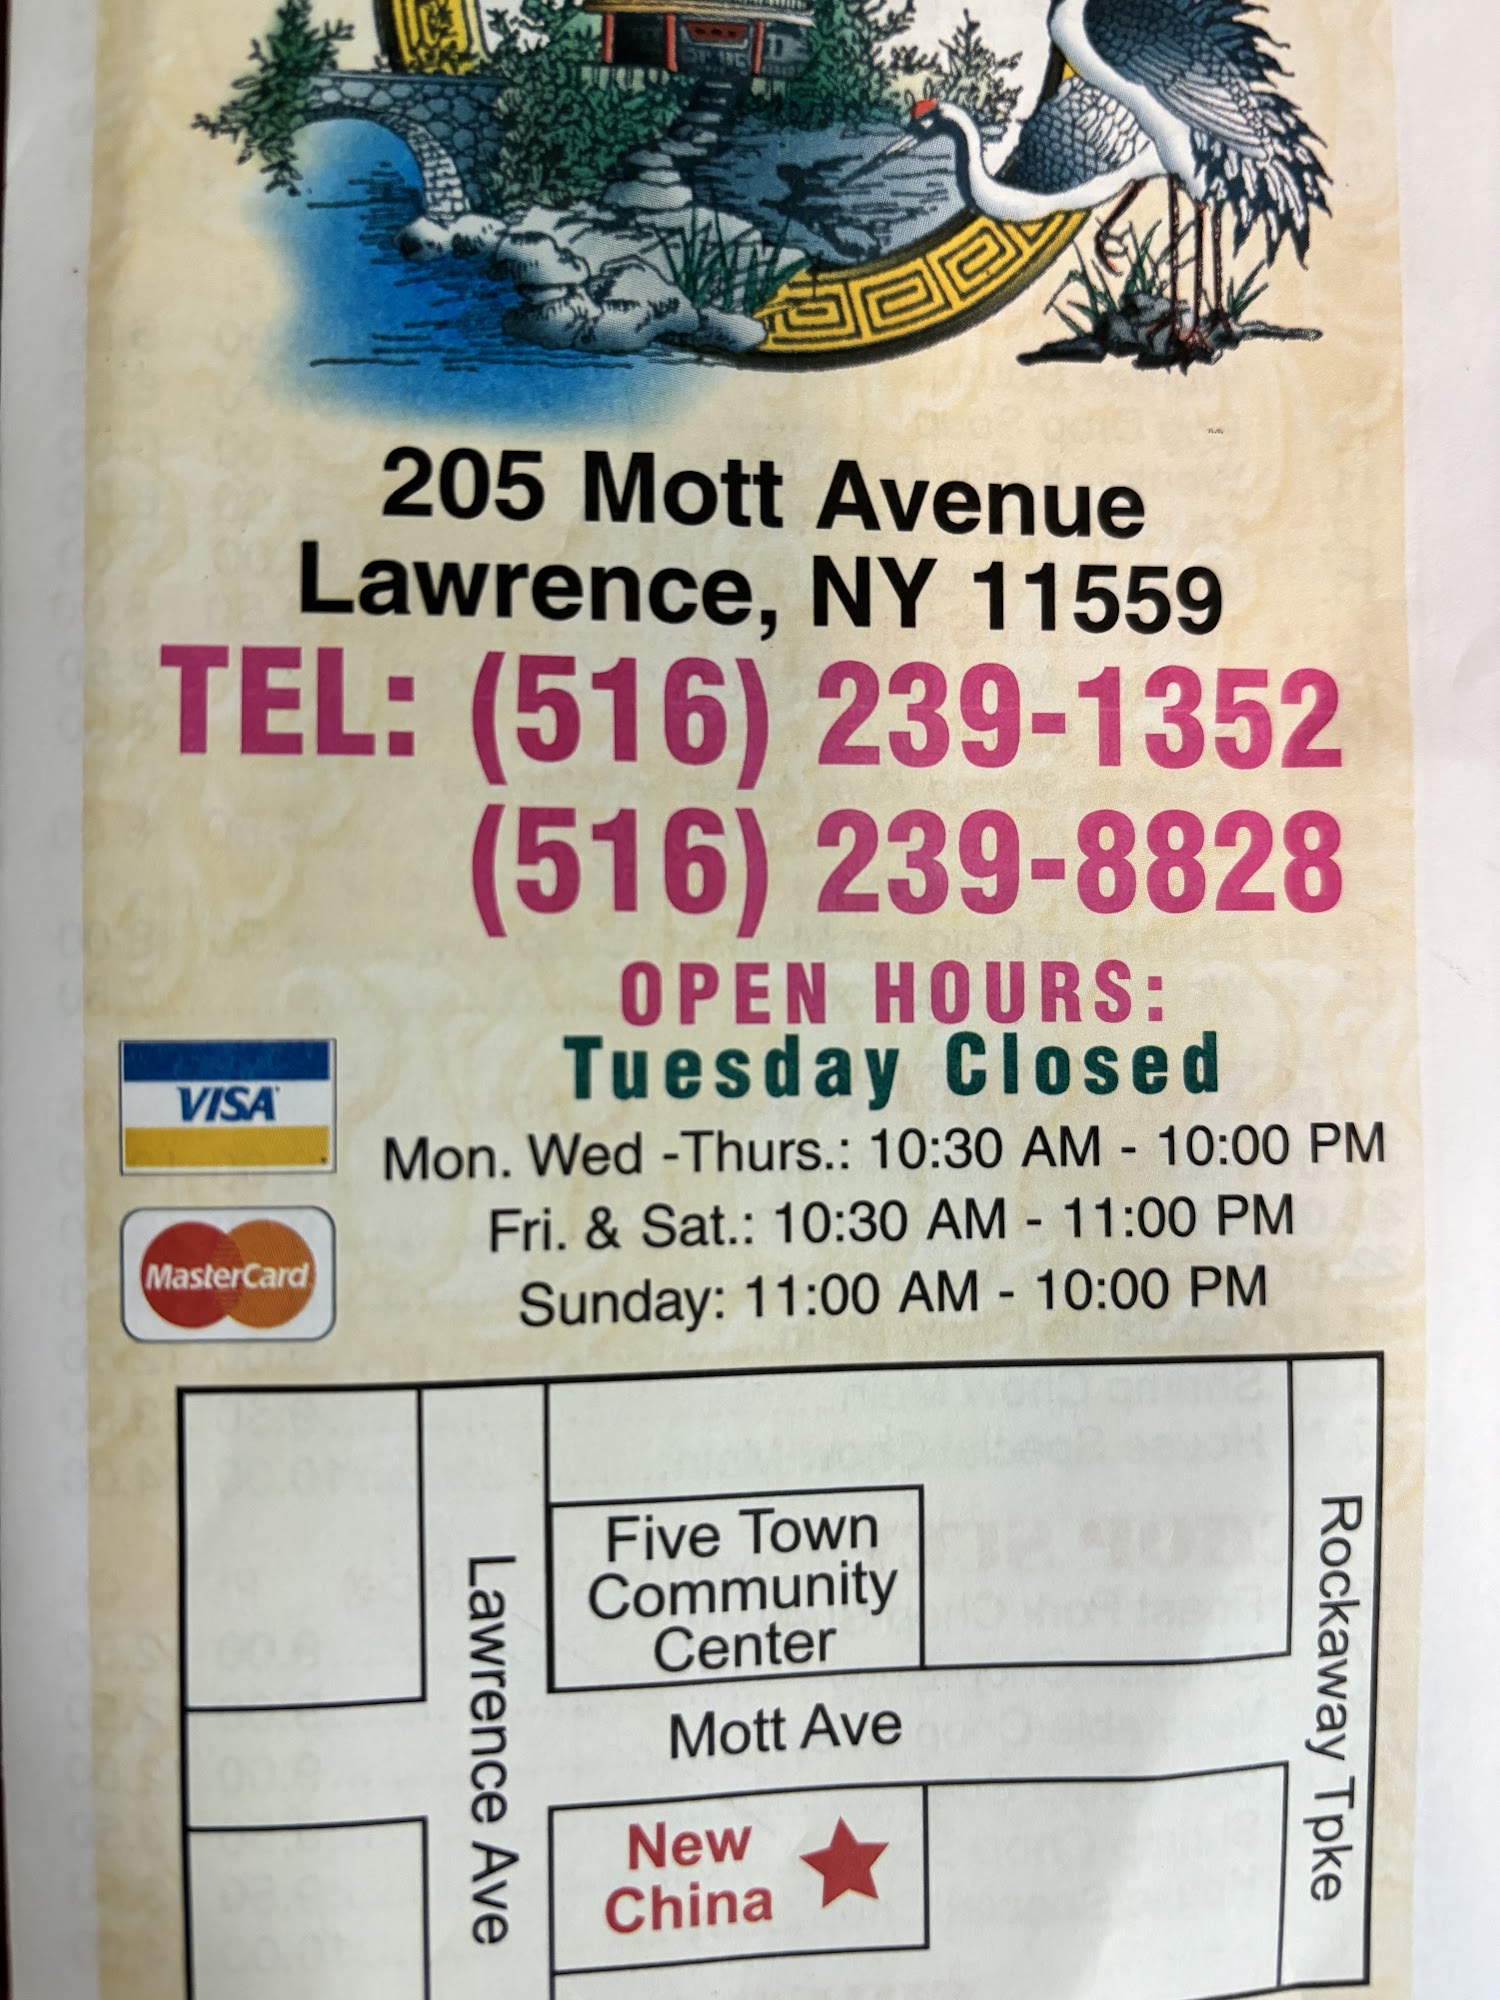 205 Mott Avenue
Lawrence, NY 11559
TEL: (516) 239-1352
(516) 239-8828
OPEN HOURS:
Tuesday Closed
Mon. Wed -Thurs.: 10:30 AM - 10:00 PM
Fri. & Sat.: 10:30 AM - 11:00 PM
Sunday: 11:00 AM - 10:00 PM
VISA
MasterCard
Five Town
Community
Center
Lawrence Ave
Mott Ave
Rockaway Tpke
New
China